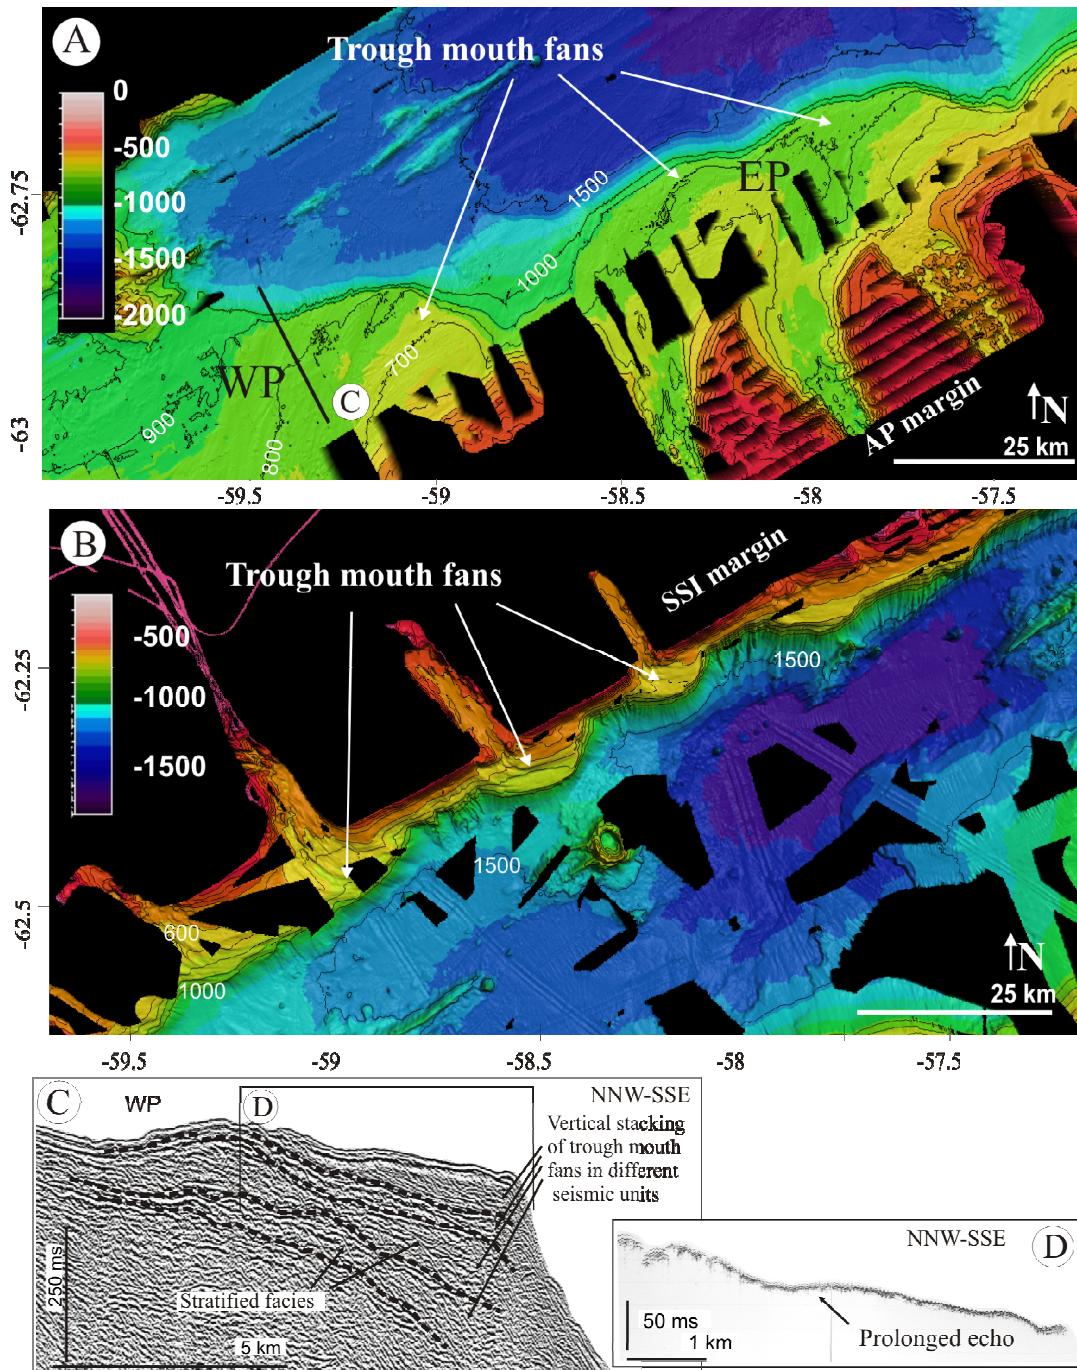 A
Trough mouth fans
0
-500
-1000
-1500
-2000
-62.75
-63
EP
1500
1000
WP
C
700
900
800
AP margin
N
25 km
-59.5
-59
-58.5
-58
-57.5
B
Trough mouth fans
SSI margin
-500
-1000
-1500
-62.25
-62.5
1500
1500
600
1000
N
25 km
-59.5
-59
-58.5
-58
-57.5
C
WP
D
NNW-SSE
Vertical stacking
of trough mouth
fans in different
seismic units
250 ms
Stratified facies
5 km
NNW-SSE
D
50 ms
1 km
Prolonged echo